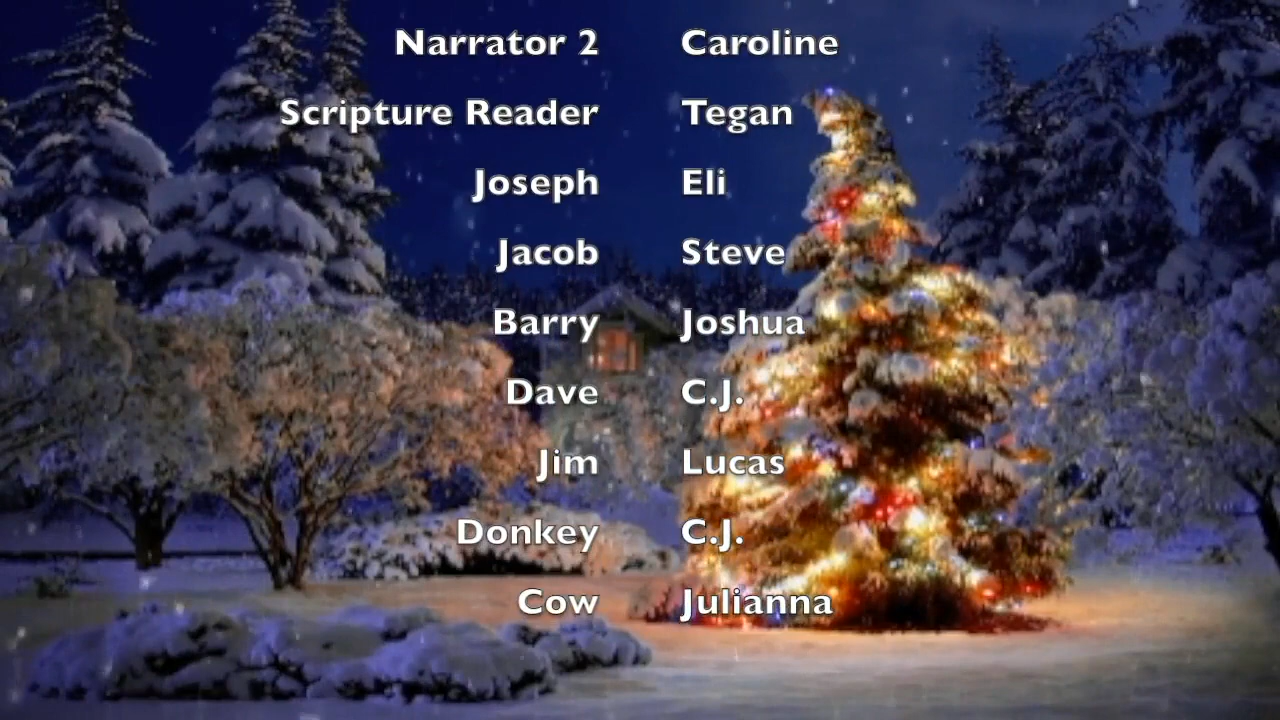 Narrator 2 Caroline
Scripture Reader Tegan
Joseph Eli
Jacob Steve
Barry Joshua
Dave C.J.
Jim Lucas
Donkey C.J.
Cow Julianna